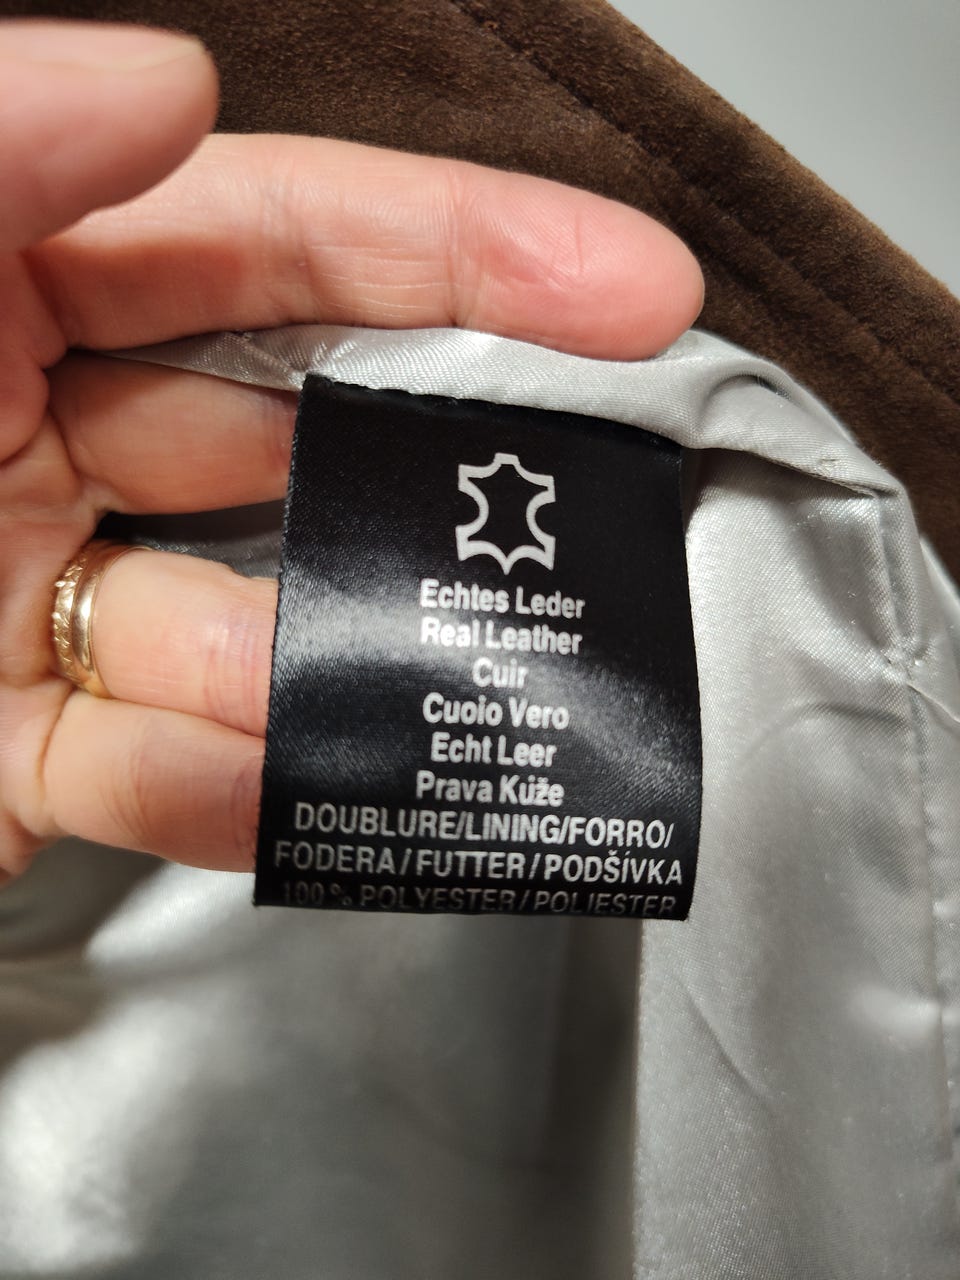 Echtes Leder
Real Leather
Cuir
Cuoio Vero
Echt Leer
Prava Kůže
DOUBLURE/LINING/FORRO/
FODERA/FUTTER/PODŠÍVKA
100% POLYESTER/POLIESTER